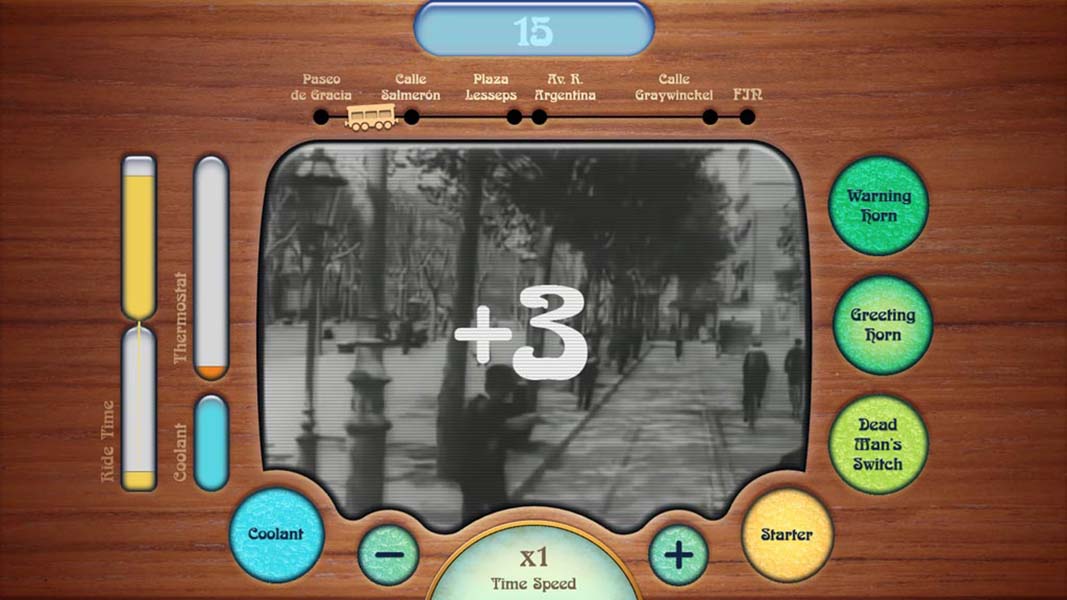 15
Paseo
de Gracia
Calle
Salmerón
Plaza
Lesseps
Av. R.
Argentina
Calle
Graywinckel
FIN
+3
Ride Time
Thermostat
Coolant
Warning
Horn
Greeting
Horn
Dead
Man's
Switch
Coolant
−
x1
Time Speed
+
Starter